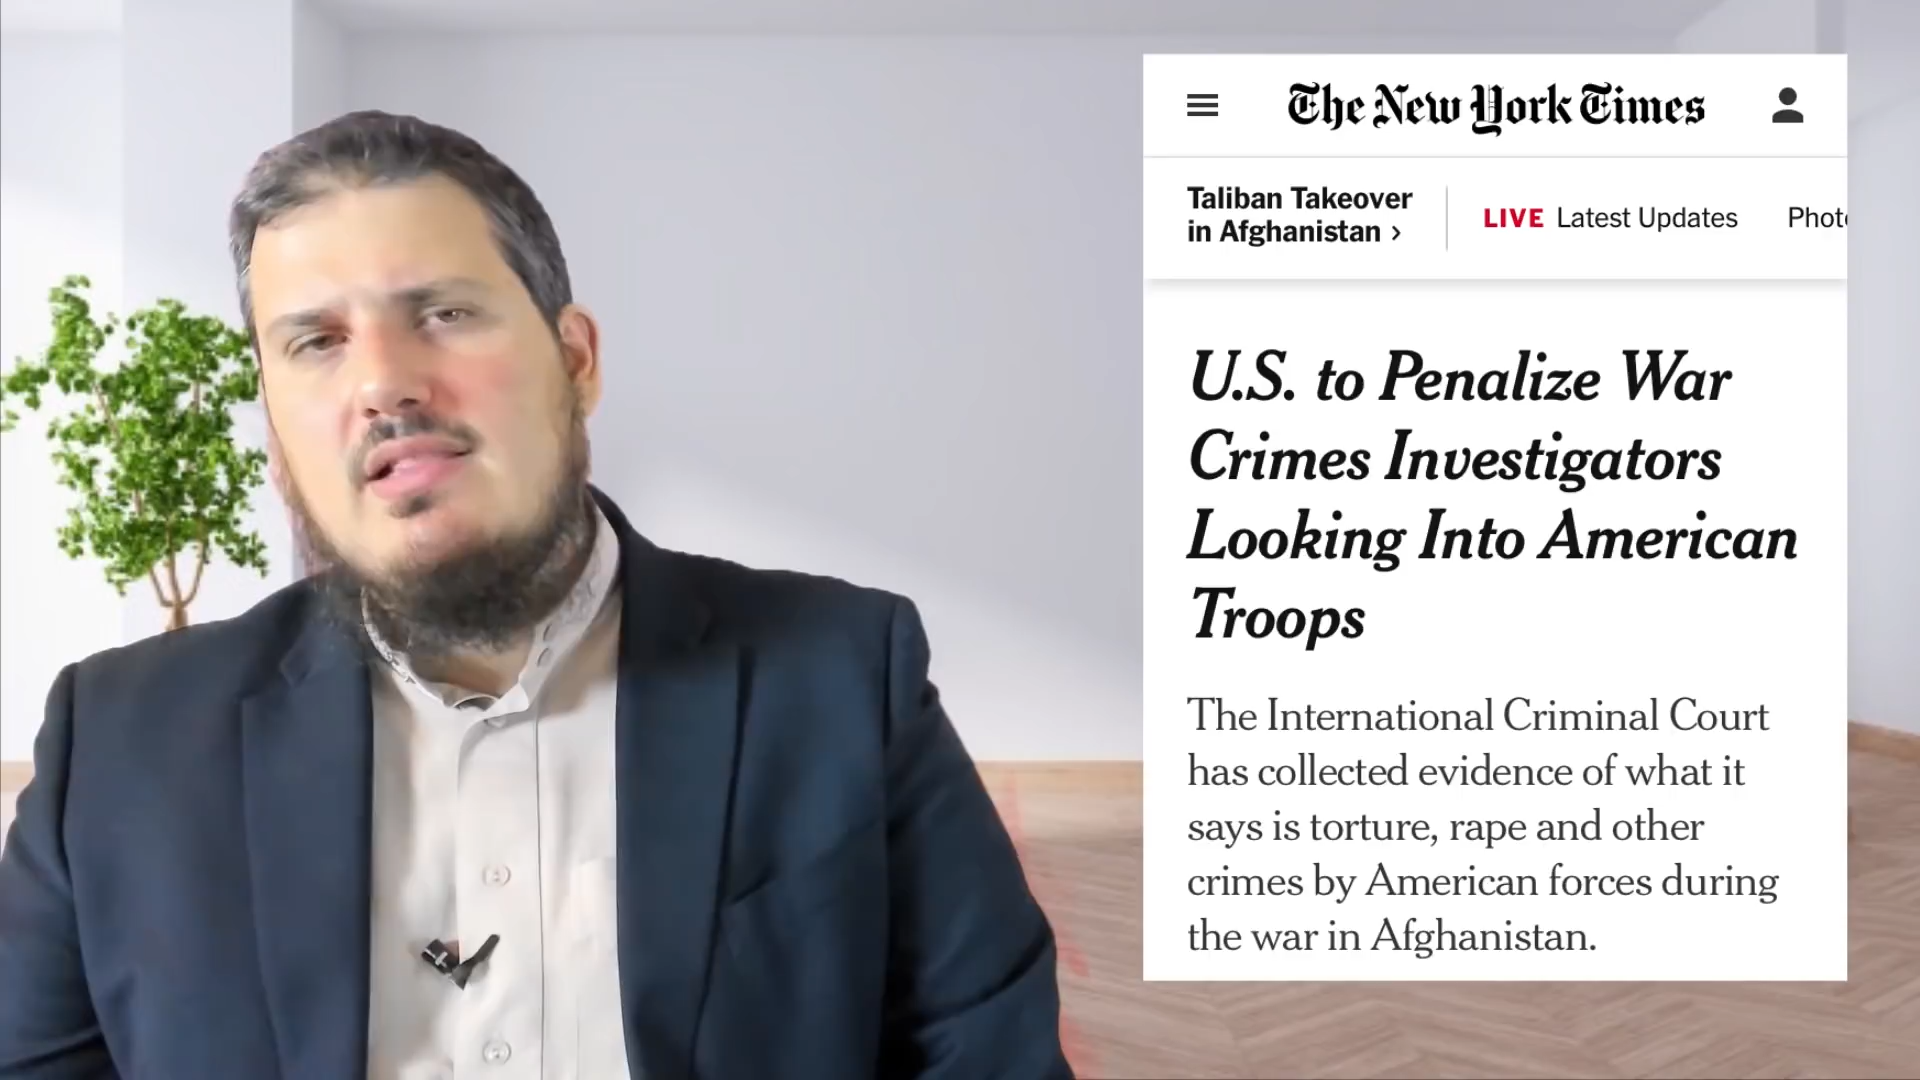 The New York Times
Taliban Takeover
in Afghanistan ›
LIVE Latest Updates
U.S. to Penalize War
Crimes Investigators
Looking Into American
Troops
The International Criminal Court
has collected evidence of what it
says is torture, rape and other
crimes by American forces during
the war in Afghanistan.